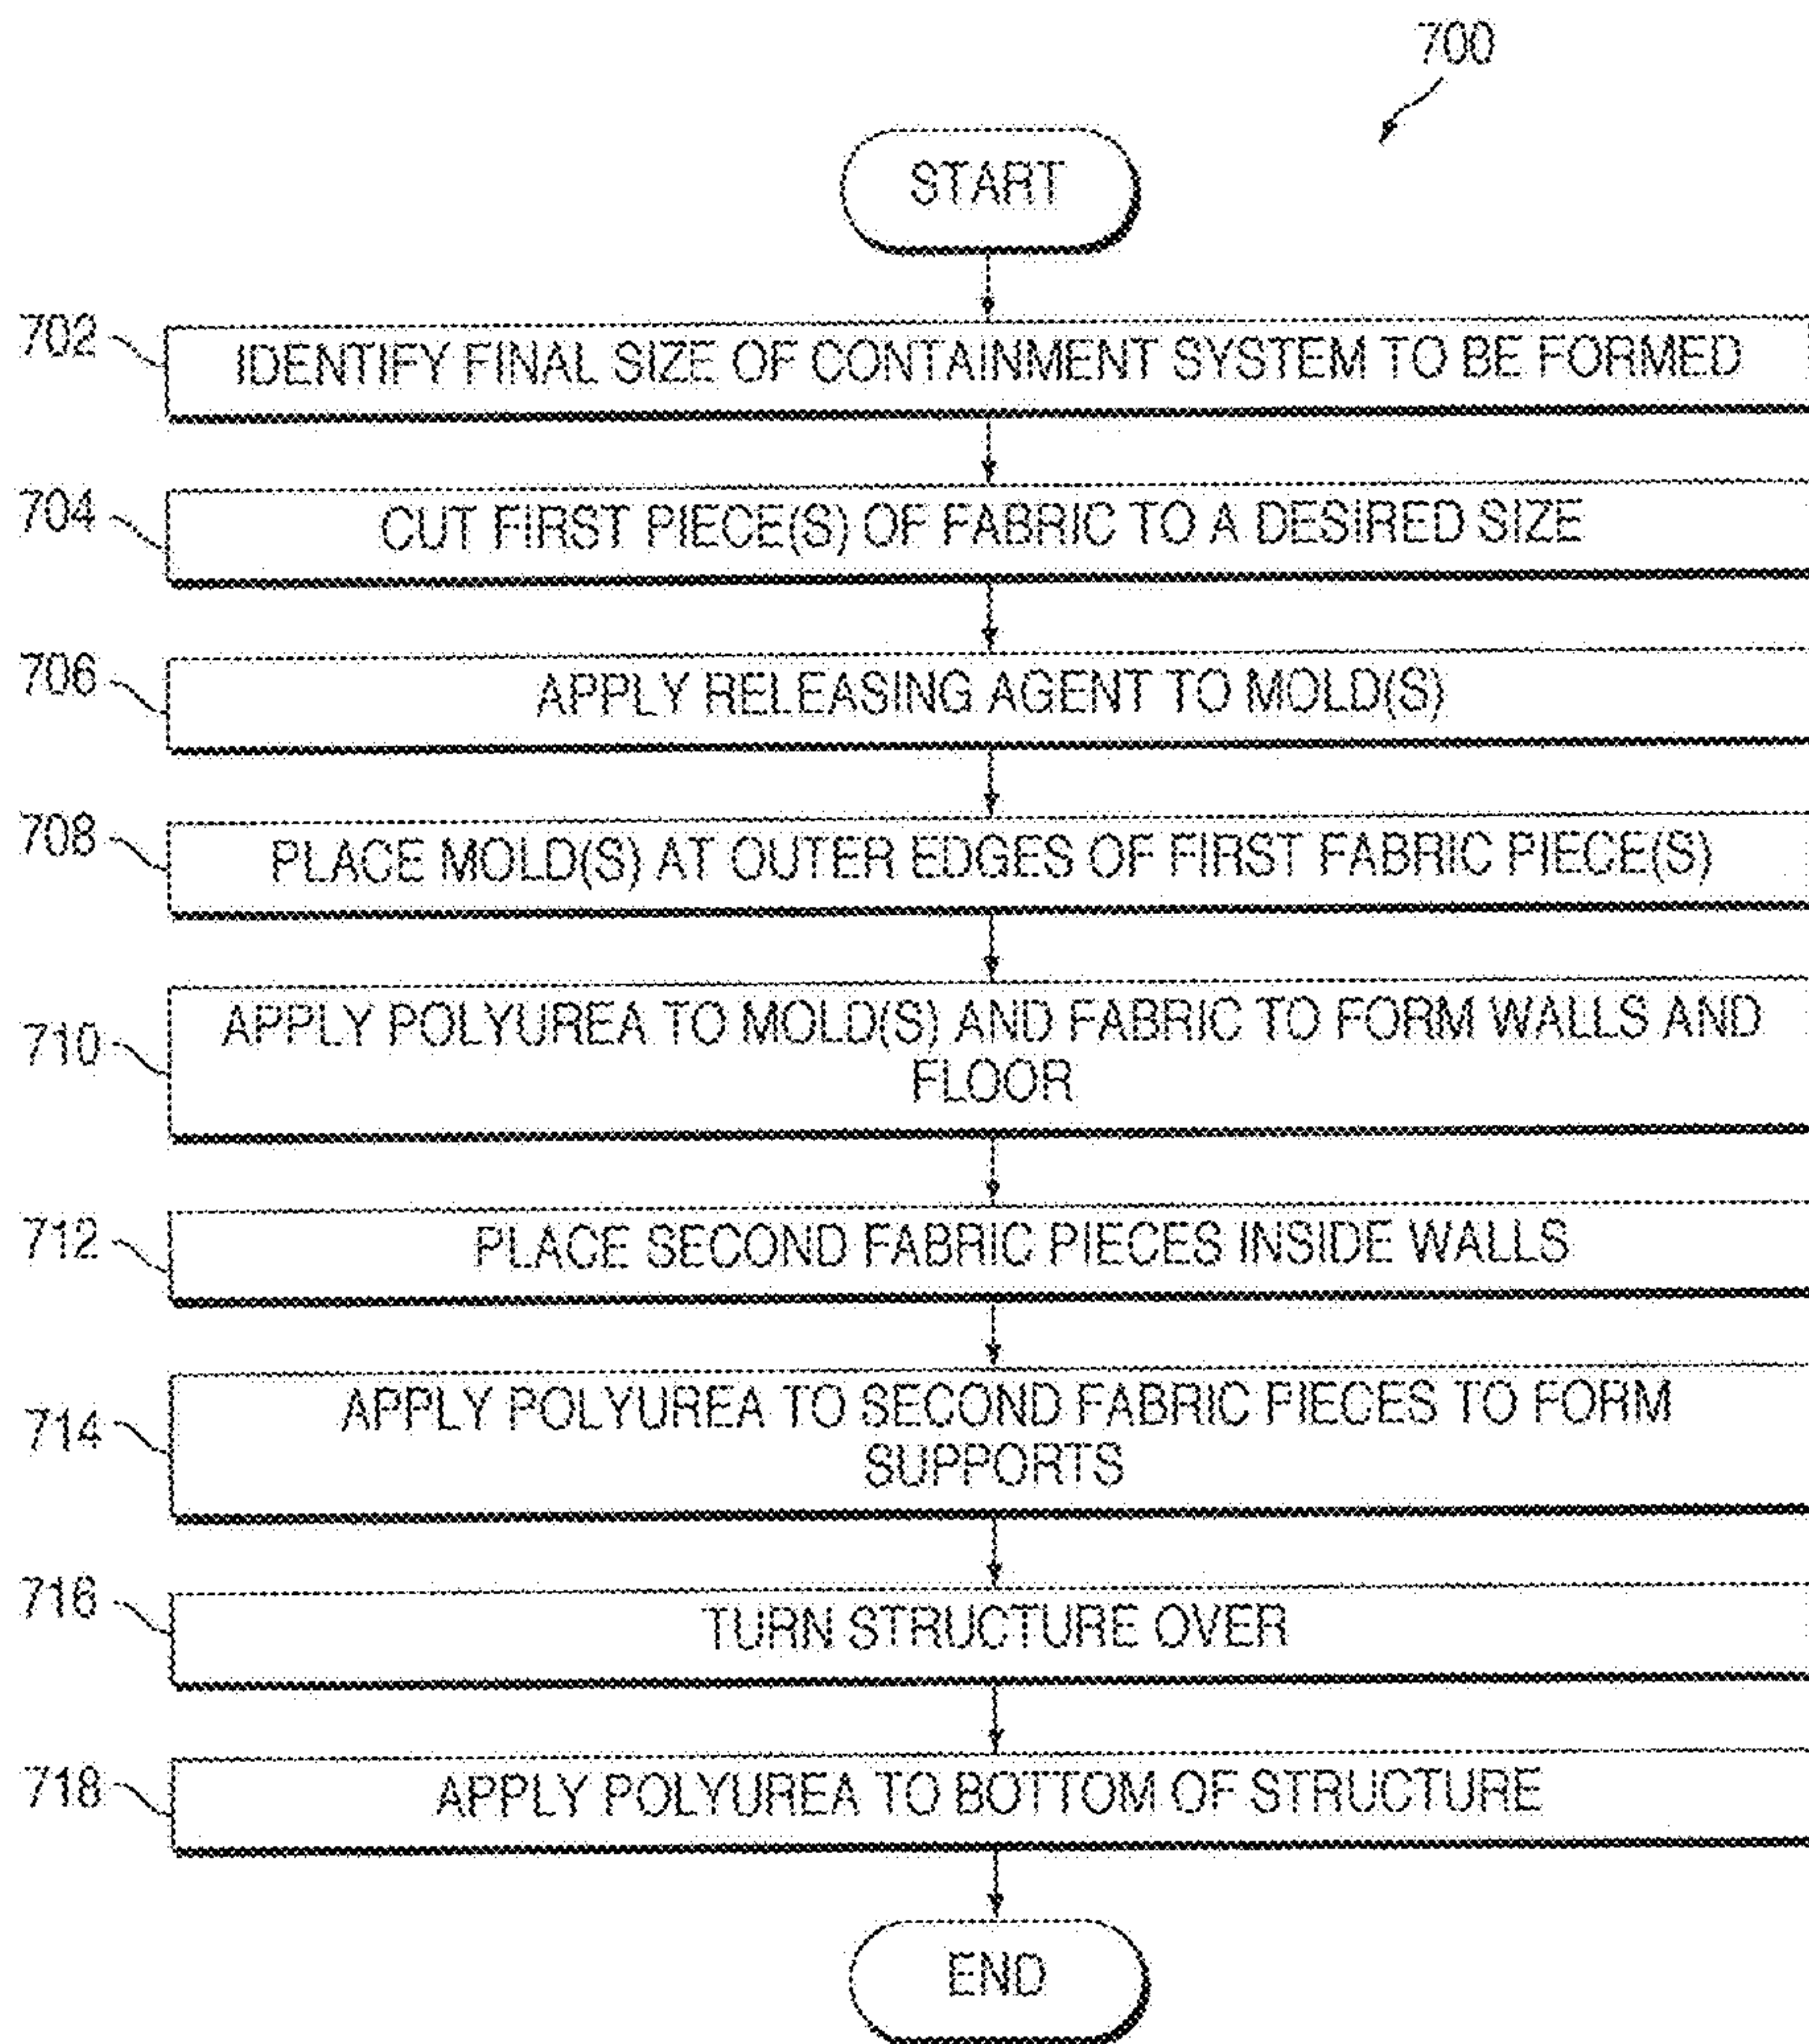 700
START
702
IDENTIFY FINAL SIZE OF CONTAINMENT SYSTEM TO BE FORMED
704
CUT FIRST PIECE(S) OF FABRIC TO A DESIRED SIZE
706
APPLY RELEASING AGENT TO MOLD(S)
708
PLACE MOLD(S) AT OUTER EDGES OF FIRST FABRIC PIECE(S)
710
APPLY POLYUREA TO MOLD(S) AND FABRIC TO FORM WALLS AND
FLOOR
712
PLACE SECOND FABRIC PIECES INSIDE WALLS
714
APPLY POLYUREA TO SECOND FABRIC PIECES TO FORM
SUPPORTS
716
TURN STRUCTURE OVER
718
APPLY POLYUREA TO BOTTOM OF STRUCTURE
END